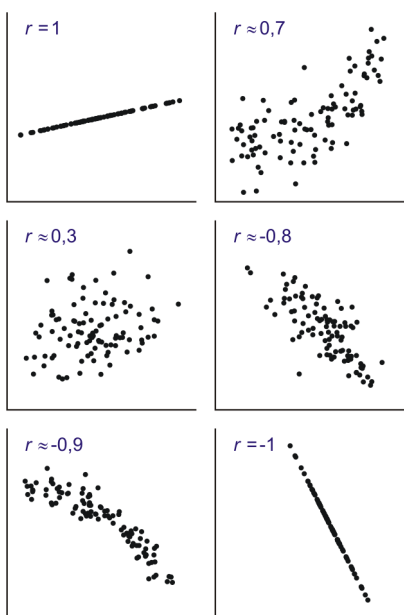 r = 1
r ≈ 0,7
r ≈ 0,3
r ≈ -0,8
r ≈ -0,9
r = -1